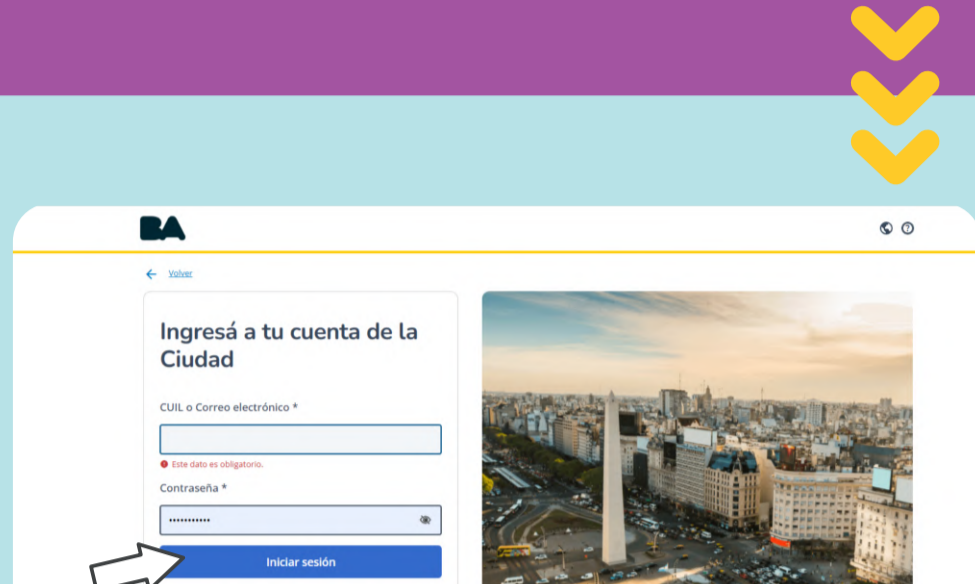 BA
Volver
Ingresá a tu cuenta de la
Ciudad
CUIL o Correo electrónico *
Este dato es obligatorio.
Contraseña *
Iniciar sesión